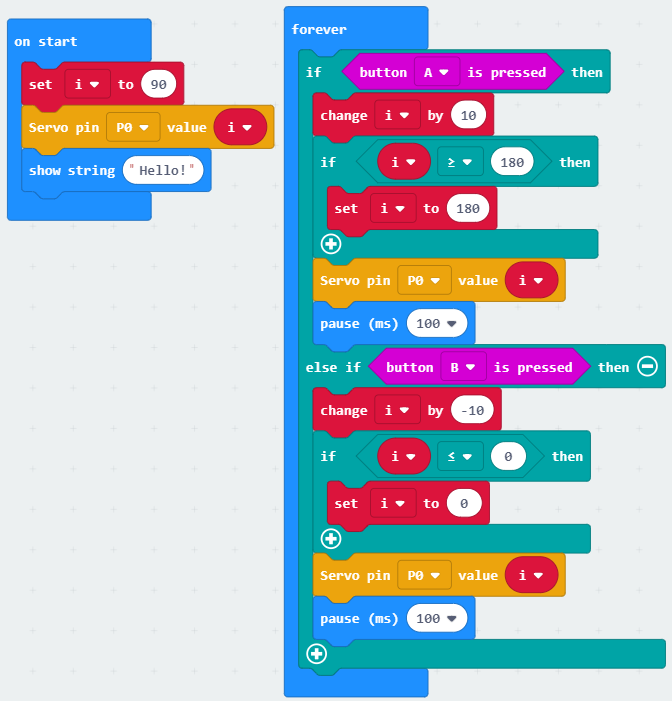 on start
set i to 90
Servo pin P0 value i
show string "Hello!"
forever
if button A is pressed then
change i by 10
if i ≥ 180 then
set i to 180
Servo pin P0 value i
pause (ms) 100
else if button B is pressed then
change i by -10
if i ≤ 0 then
set i to 0
Servo pin P0 value i
pause (ms) 100